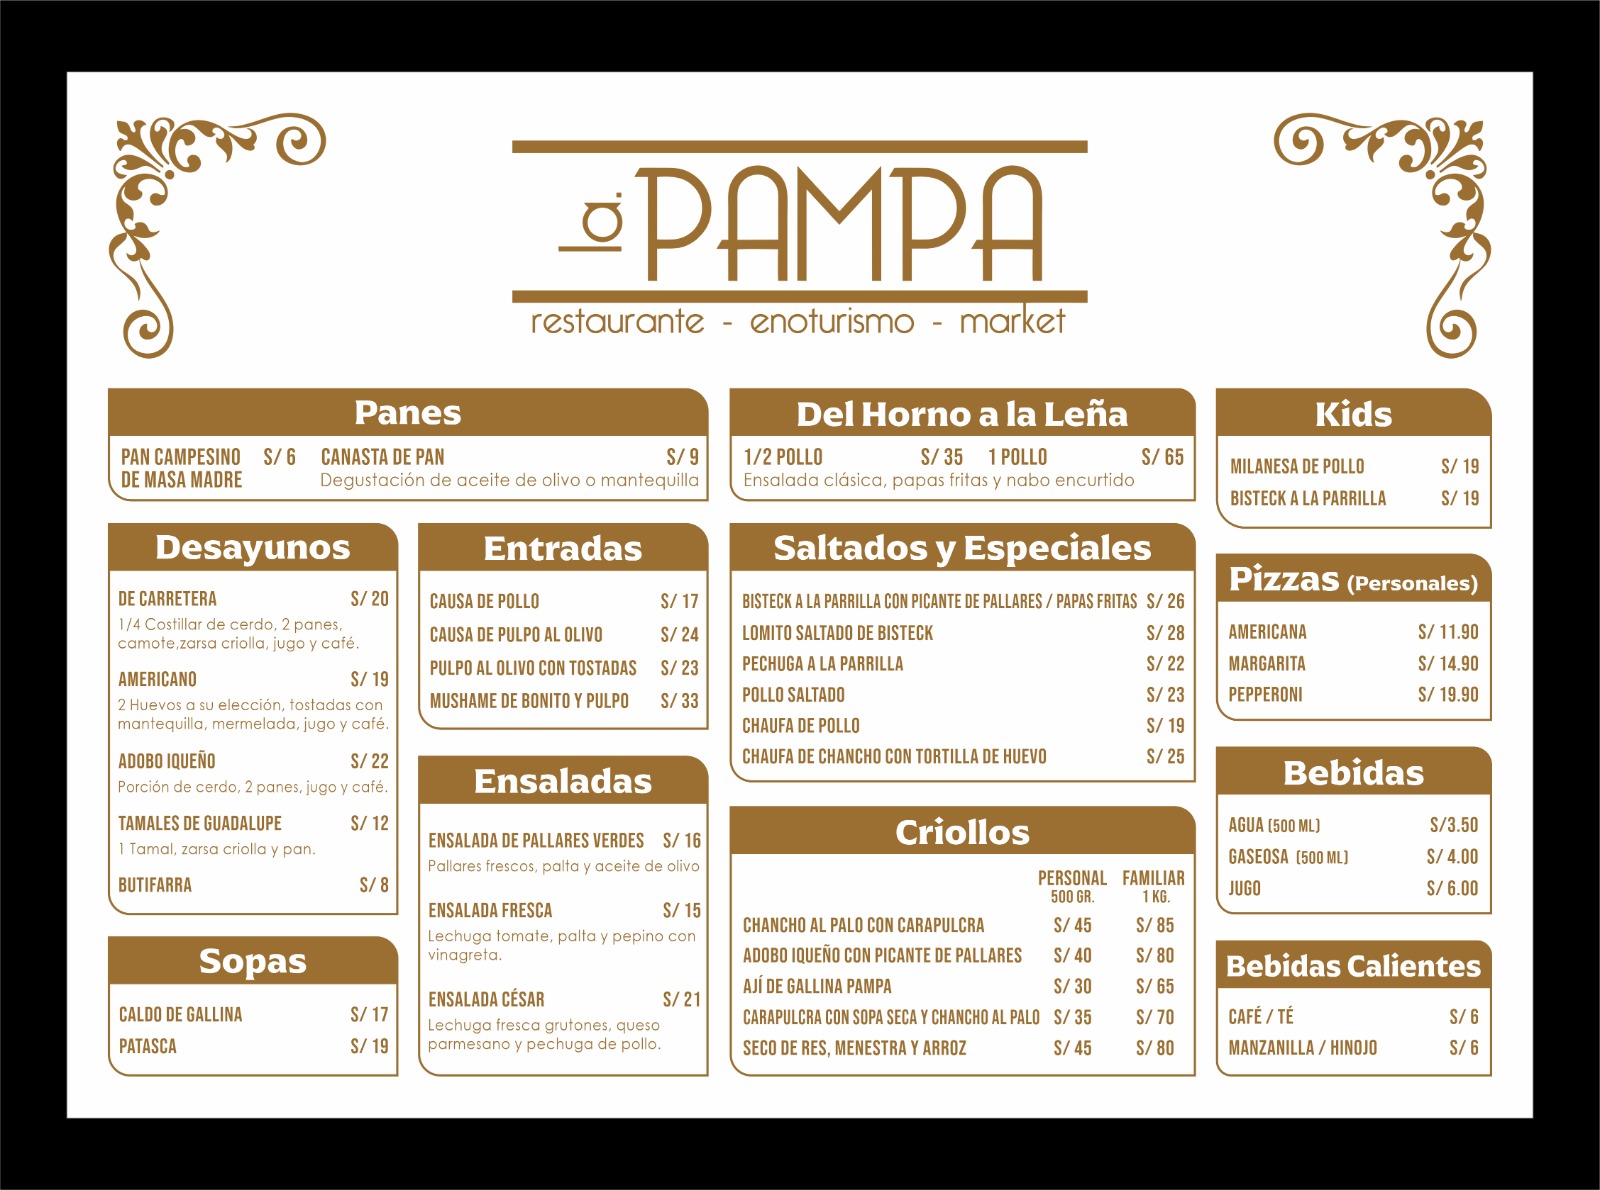 la. PAMPA
restaurante - enoturismo - market
Panes
PAN CAMPESINO S/ 6
DE MASA MADRE
CANASTA DE PAN S/ 9
Degustación de aceite de olivo o mantequilla
Del Horno a la Leña
1/2 POLLO S/ 35 1 POLLO S/ 65
Ensalada clásica, papas fritas y nabo encurtido
Kids
MILANESA DE POLLO S/ 19
BISTECK A LA PARRILLA S/ 19
Desayunos
DE CARRETERA S/ 20
1/4 Costillar de cerdo, 2 panes,
camote,zarsa criolla, jugo y café.
AMERICANO S/ 19
2 Huevos a su elección, tostadas con
mantequilla, mermelada, jugo y café.
ADOBO IQUEÑO S/ 22
Porción de cerdo, 2 panes, jugo y café.
TAMALES DE GUADALUPE S/ 12
1 Tamal, zarsa criolla y pan.
BUTIFARRA S/ 8
Sopas
CALDO DE GALLINA S/ 17
PATASCA S/ 19
Entradas
CAUSA DE POLLO S/ 17
CAUSA DE PULPO AL OLIVO S/ 24
PULPO AL OLIVO CON TOSTADAS S/ 23
MUSHAME DE BONITO Y PULPO S/ 33
Ensaladas
ENSALADA DE PALLARES VERDES S/ 16
Pallares frescos, palta y aceite de olivo
ENSALADA FRESCA S/ 15
Lechuga tomate, palta y pepino con
vinagreta.
ENSALADA CÉSAR S/ 21
Lechuga fresca grutones, queso
parmesano y pechuga de pollo.
Saltados y Especiales
BISTECK A LA PARRILLA CON PICANTE DE PALLARES / PAPAS FRITAS S/ 26
LOMITO SALTADO DE BISTECK S/ 28
PECHUGA A LA PARRILLA S/ 22
POLLO SALTADO S/ 23
CHAUFA DE POLLO S/ 19
CHAUFA DE CHANCHO CON TORTILLA DE HUEVO S/ 25
Criollos
PERSONAL FAMILIAR
500 GR. 1 KG.
CHANCHO AL PALO CON CARAPULCRA S/ 45 S/ 85
ADOBO IQUEÑO CON PICANTE DE PALLARES S/ 40 S/ 80
AJÍ DE GALLINA PAMPA S/ 30 S/ 65
CARAPULCRA CON SOPA SECA Y CHANCHO AL PALO S/ 35 S/ 70
SECO DE RES, MENESTRA Y ARROZ S/ 45 S/ 80
Pizzas (Personales)
AMERICANA S/ 11.90
MARGARITA S/ 14.90
PEPPERONI S/ 19.90
Bebidas
AGUA (500 ML) S/3.50
GASEOSA (500 ML) S/ 4.00
JUGO S/ 6.00
Bebidas Calientes
CAFÉ / TÉ S/ 6
MANZANILLA / HINOJO S/ 6